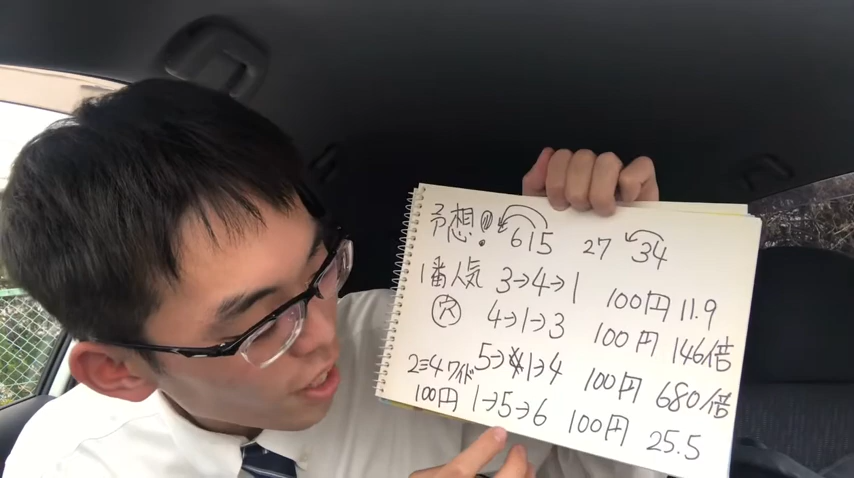 予想! 615 27 34
1番人気 3→4→1 100円 11.9
穴 4→1→3 100円 146倍
2=4ワイド 5→1→4 100円 680倍
100円 1→5→6 100円 25.5